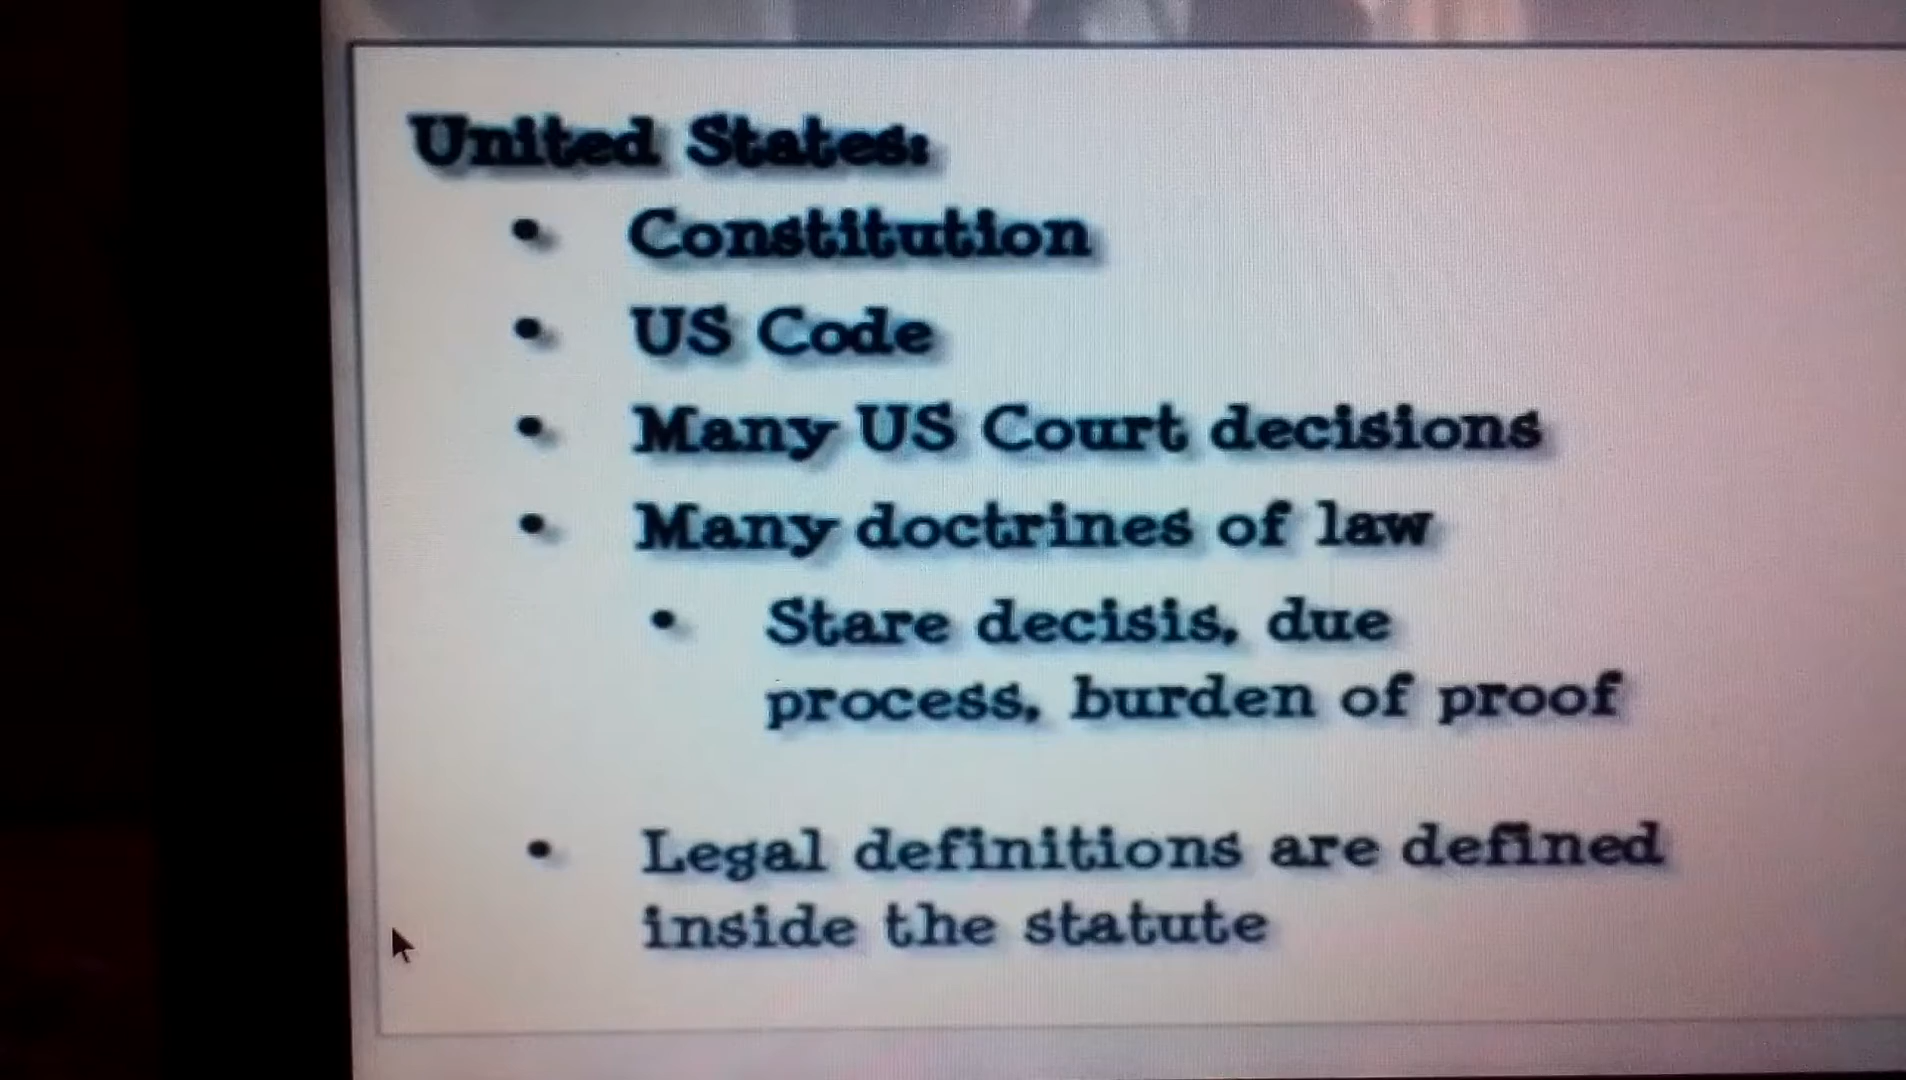 United States:
• Constitution
• US Code
• Many US Court decisions
• Many doctrines of law
• Stare decisis, due
process, burden of proof
• Legal definitions are defined
inside the statute